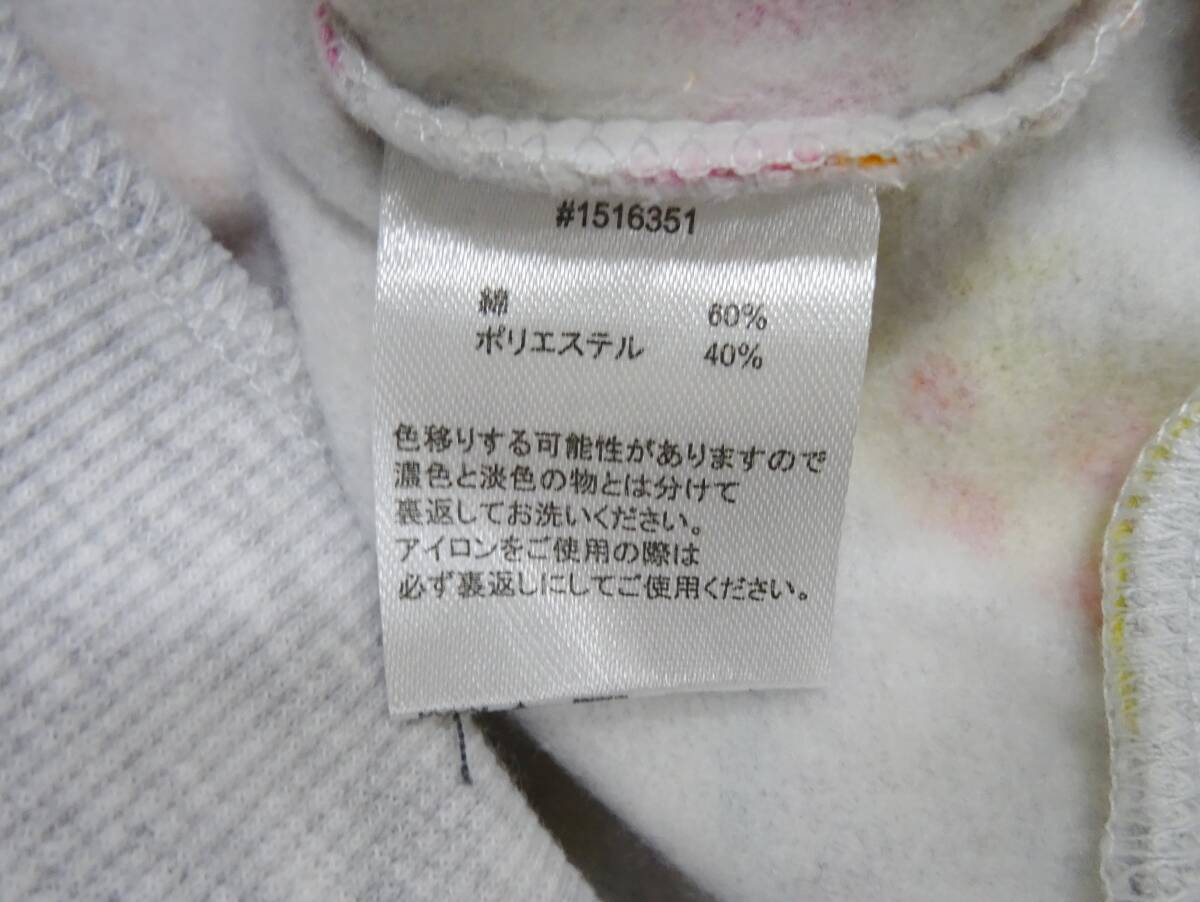 #1516351
綿 60%
ポリエステル 40%
色移りする可能性がありますので
濃色と淡色の物とは分けて
裏返してお洗いください。
アイロンをご使用の際は
必ず裏返しにしてご使用ください。